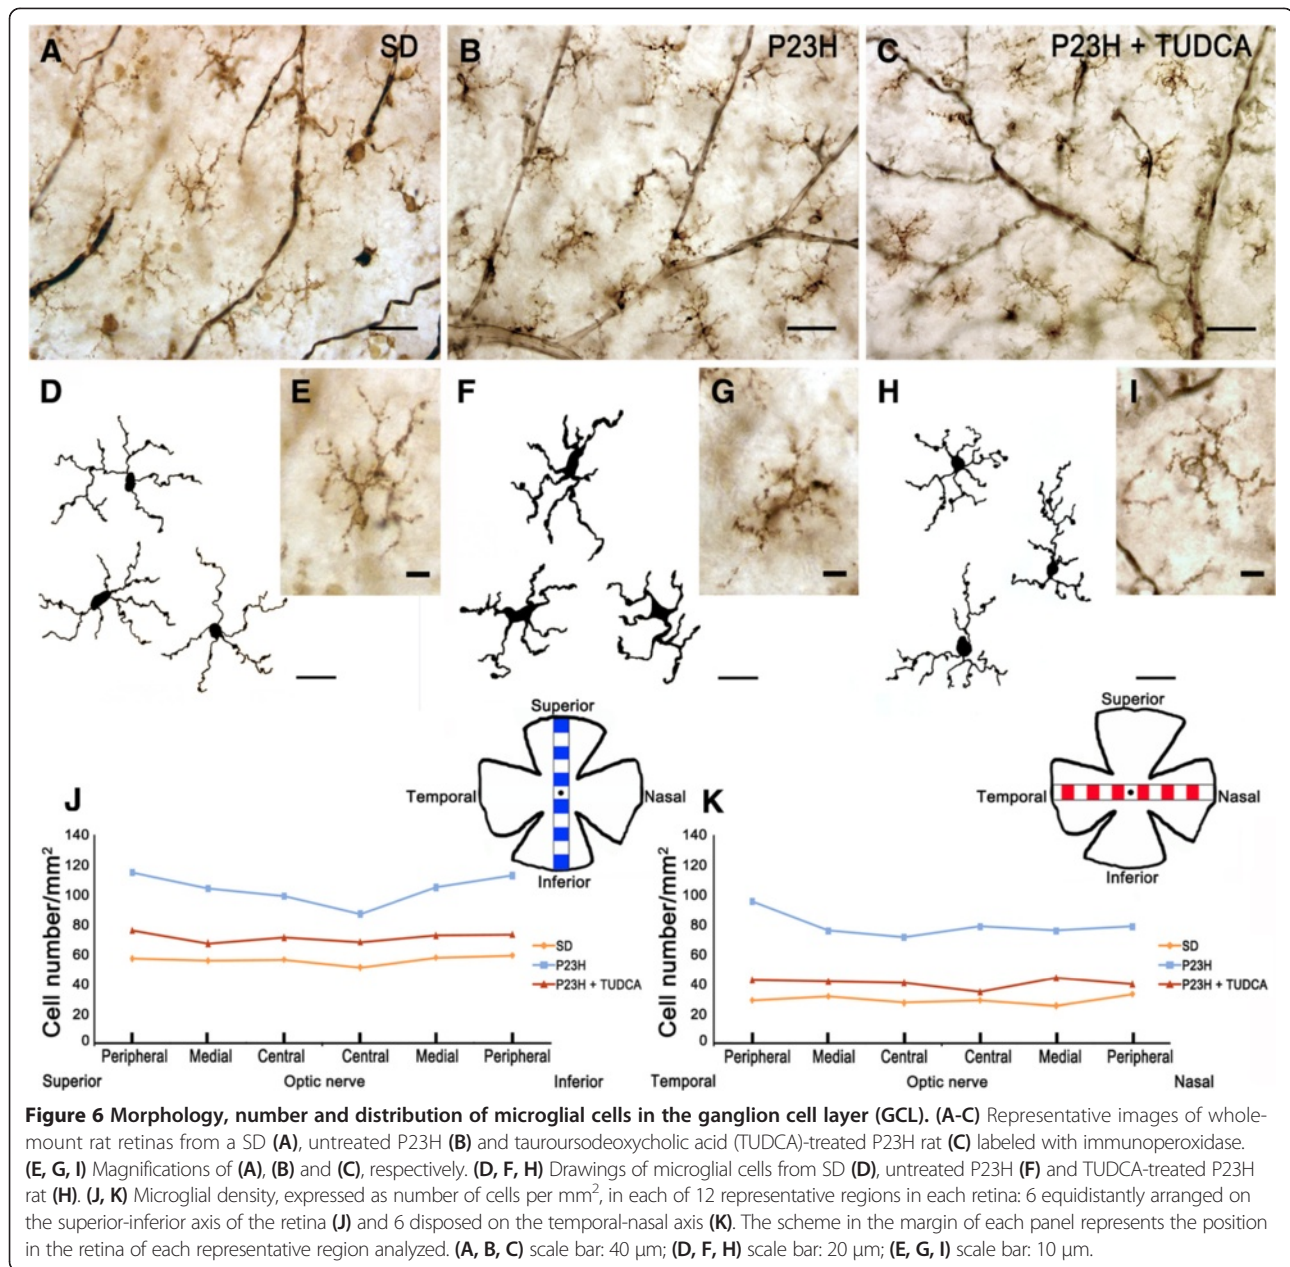 A
SD
B
P23H
C
P23H + TUDCA
D
E
F
G
H
I
J
Superior
Temporal
Nasal
Inferior
Cell number/mm²
140
120
100
80
60
40
20
0
SD
P23H
P23H + TUDCA
Peripheral Medial Central Central Medial Peripheral
Superior Optic nerve Inferior
K
Superior
Temporal
Nasal
Inferior
Cell number/mm²
140
120
100
80
60
40
20
0
SD
P23H
P23H + TUDCA
Peripheral Medial Central Central Medial Peripheral
Temporal Optic nerve Nasal
Figure 6 Morphology, number and distribution of microglial cells in the ganglion cell layer (GCL). (A-C) Representative images of whole-
mount rat retinas from a SD (A), untreated P23H (B) and tauroursodeoxycholic acid (TUDCA)-treated P23H rat (C) labeled with immunoperoxidase.
(E, G, I) Magnifications of (A), (B) and (C), respectively. (D, F, H) Drawings of microglial cells from SD (D), untreated P23H (F) and TUDCA-treated P23H
rat (H). (J, K) Microglial density, expressed as number of cells per mm², in each of 12 representative regions in each retina: 6 equidistantly arranged on
the superior-inferior axis of the retina (J) and 6 disposed on the temporal-nasal axis (K). The scheme in the margin of each panel represents the position
in the retina of each representative region analyzed. (A, B, C) scale bar: 40 μm; (D, F, H) scale bar: 20 μm; (E, G, I) scale bar: 10 μm.